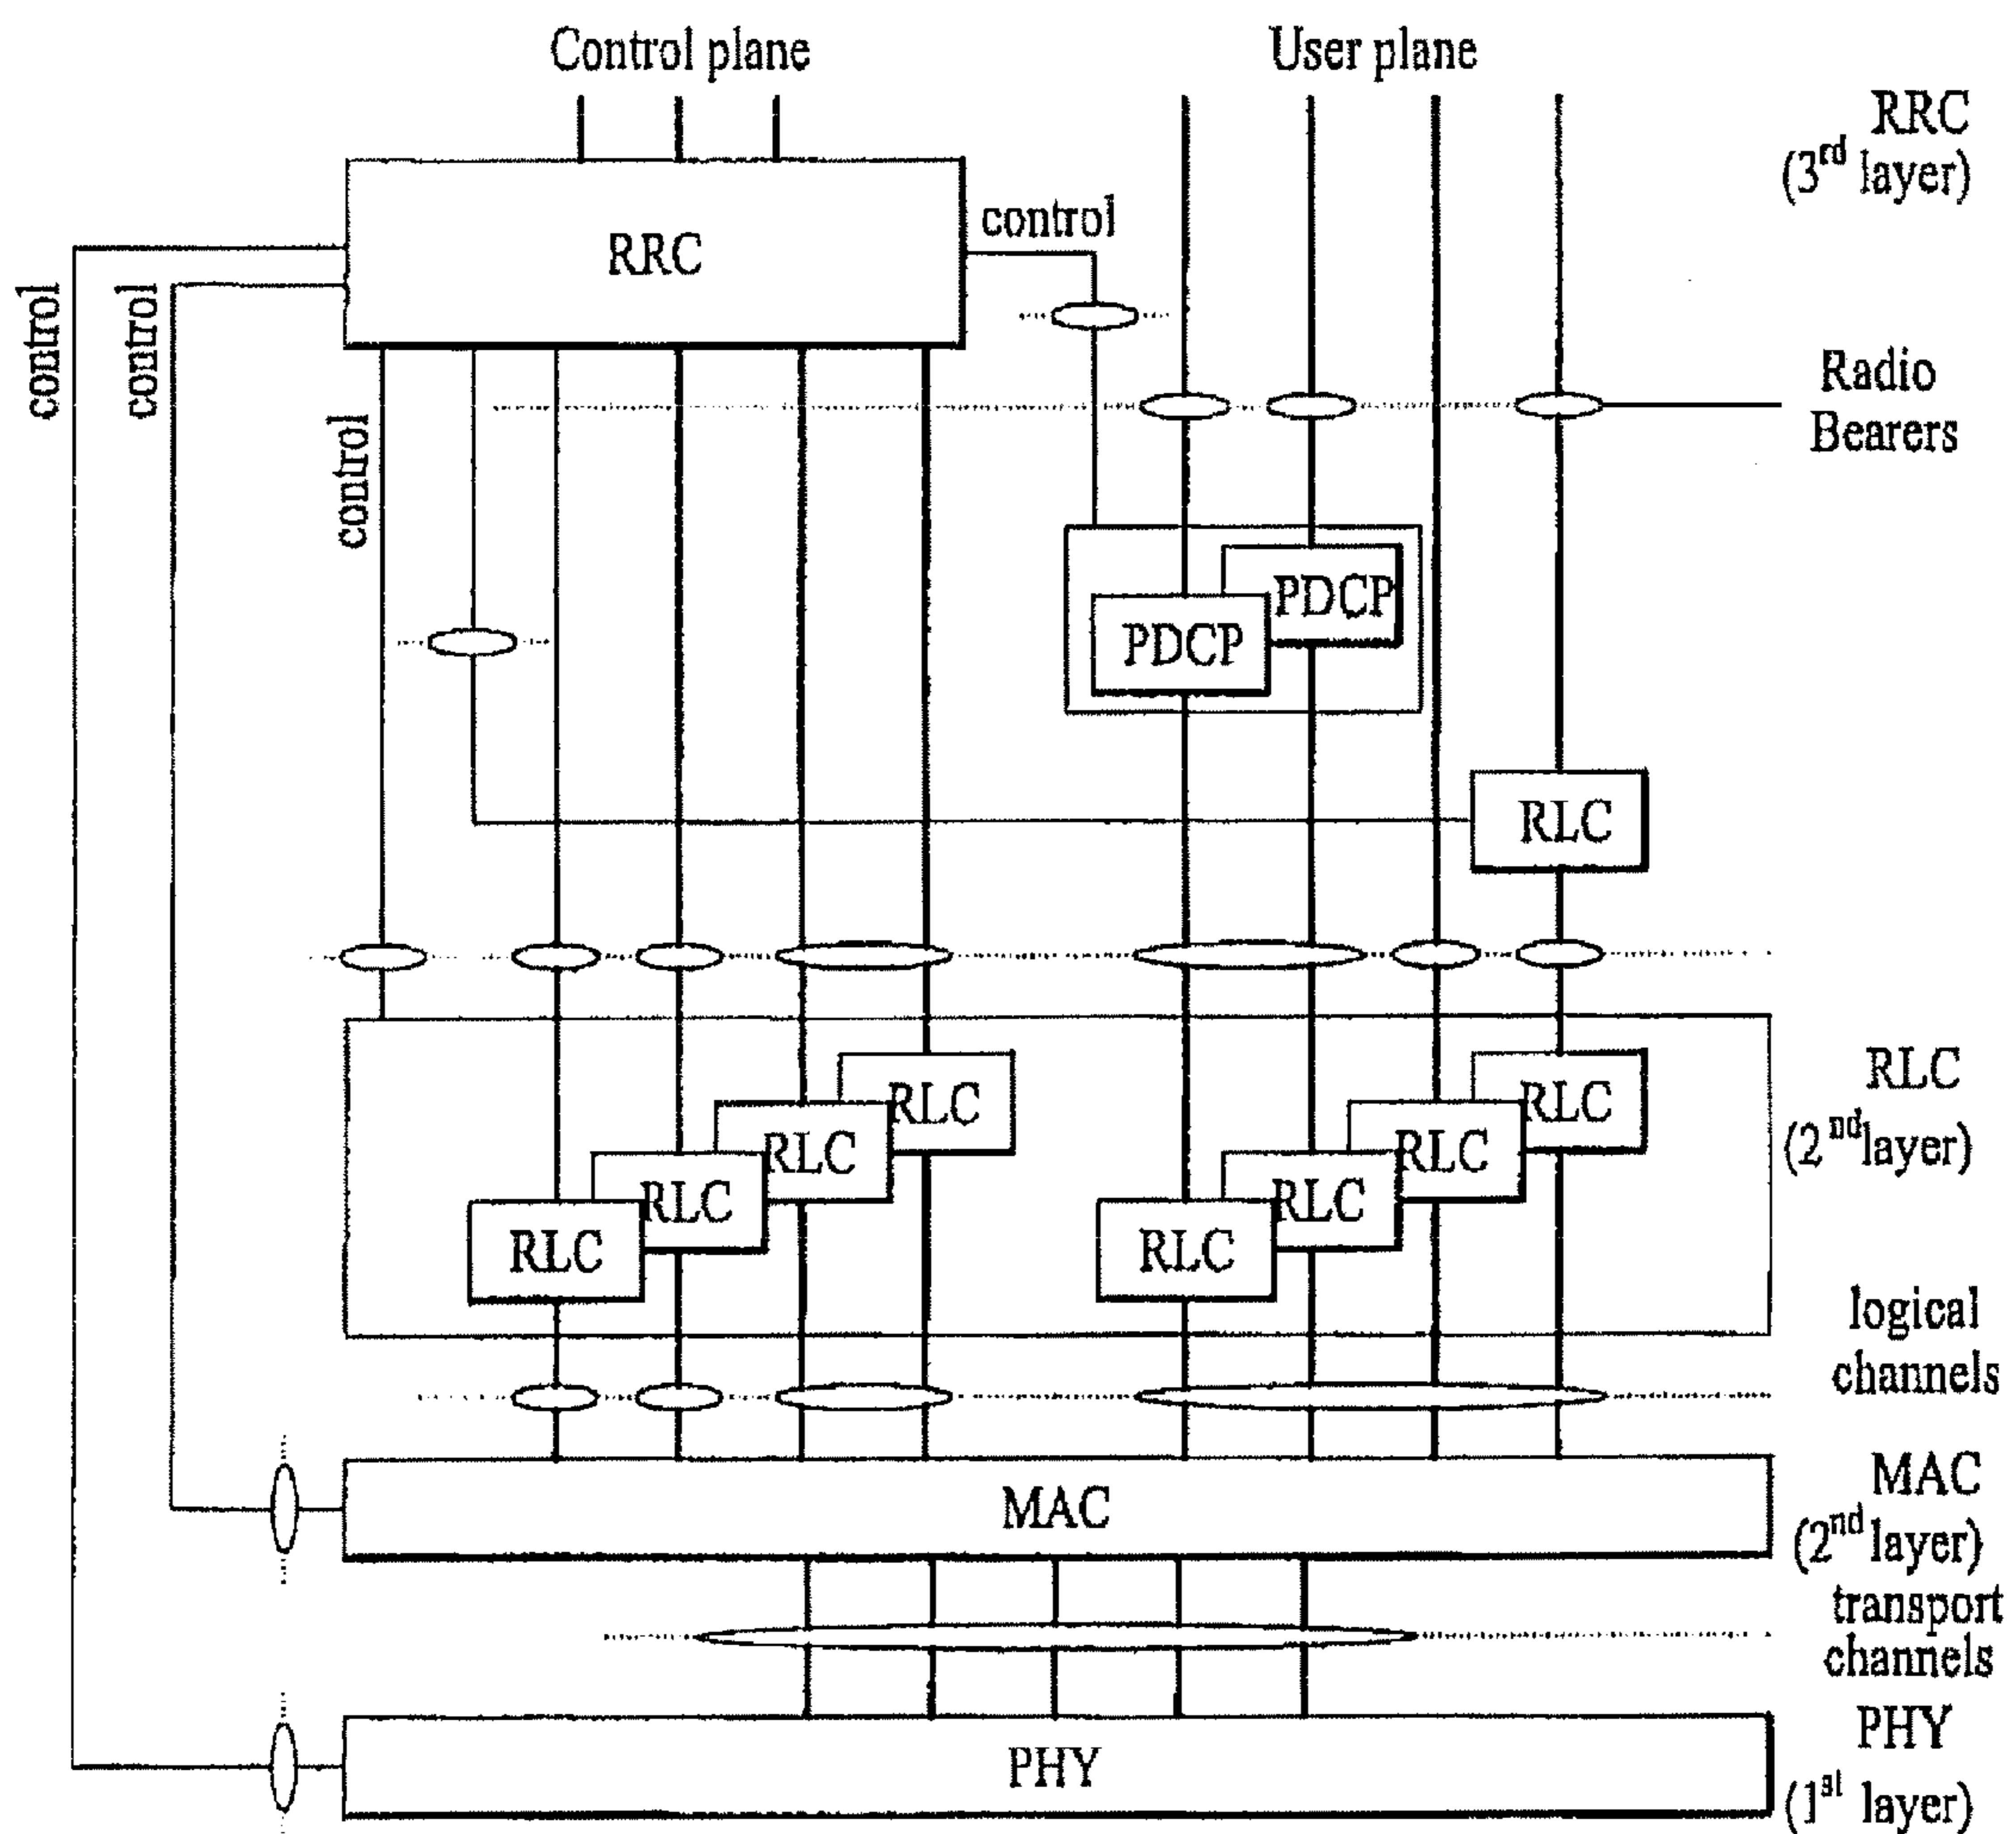 Control plane
User plane
RRC
(3rd layer)
RRC
control
control
control
control
Radio
Bearers
PDCP
PDCP
RLC
RLC
RLC
RLC
RLC
RLC
RLC
RLC
RLC
RLC
(2nd layer)
logical
channels
MAC
MAC
(2nd layer)
transport
channels
PHY
PHY
(1st layer)